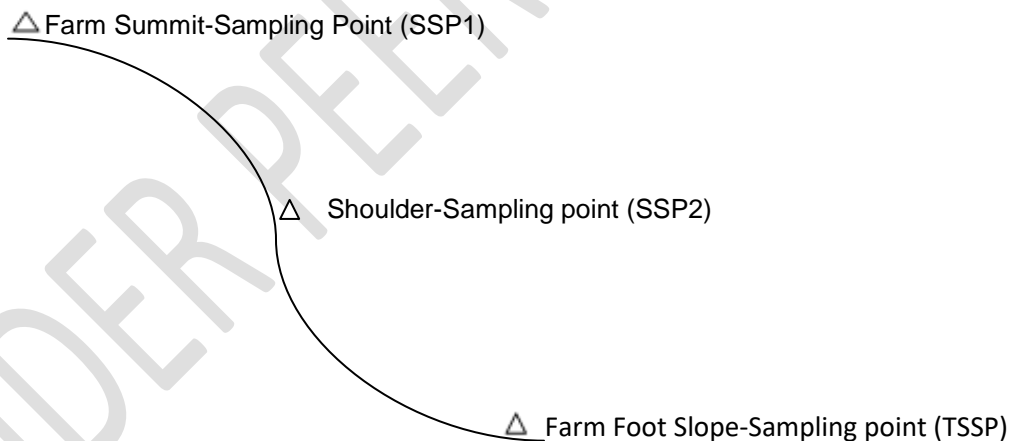 Farm Summit-Sampling Point (SSP1)
Shoulder-Sampling point (SSP2)
Farm Foot Slope-Sampling point (TSSP)